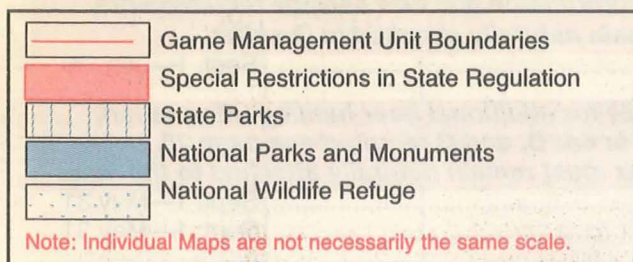 Game Management Unit Boundaries
Special Restrictions in State Regulation
State Parks
National Parks and Monuments
National Wildlife Refuge
Note: Individual Maps are not necessarily the same scale.